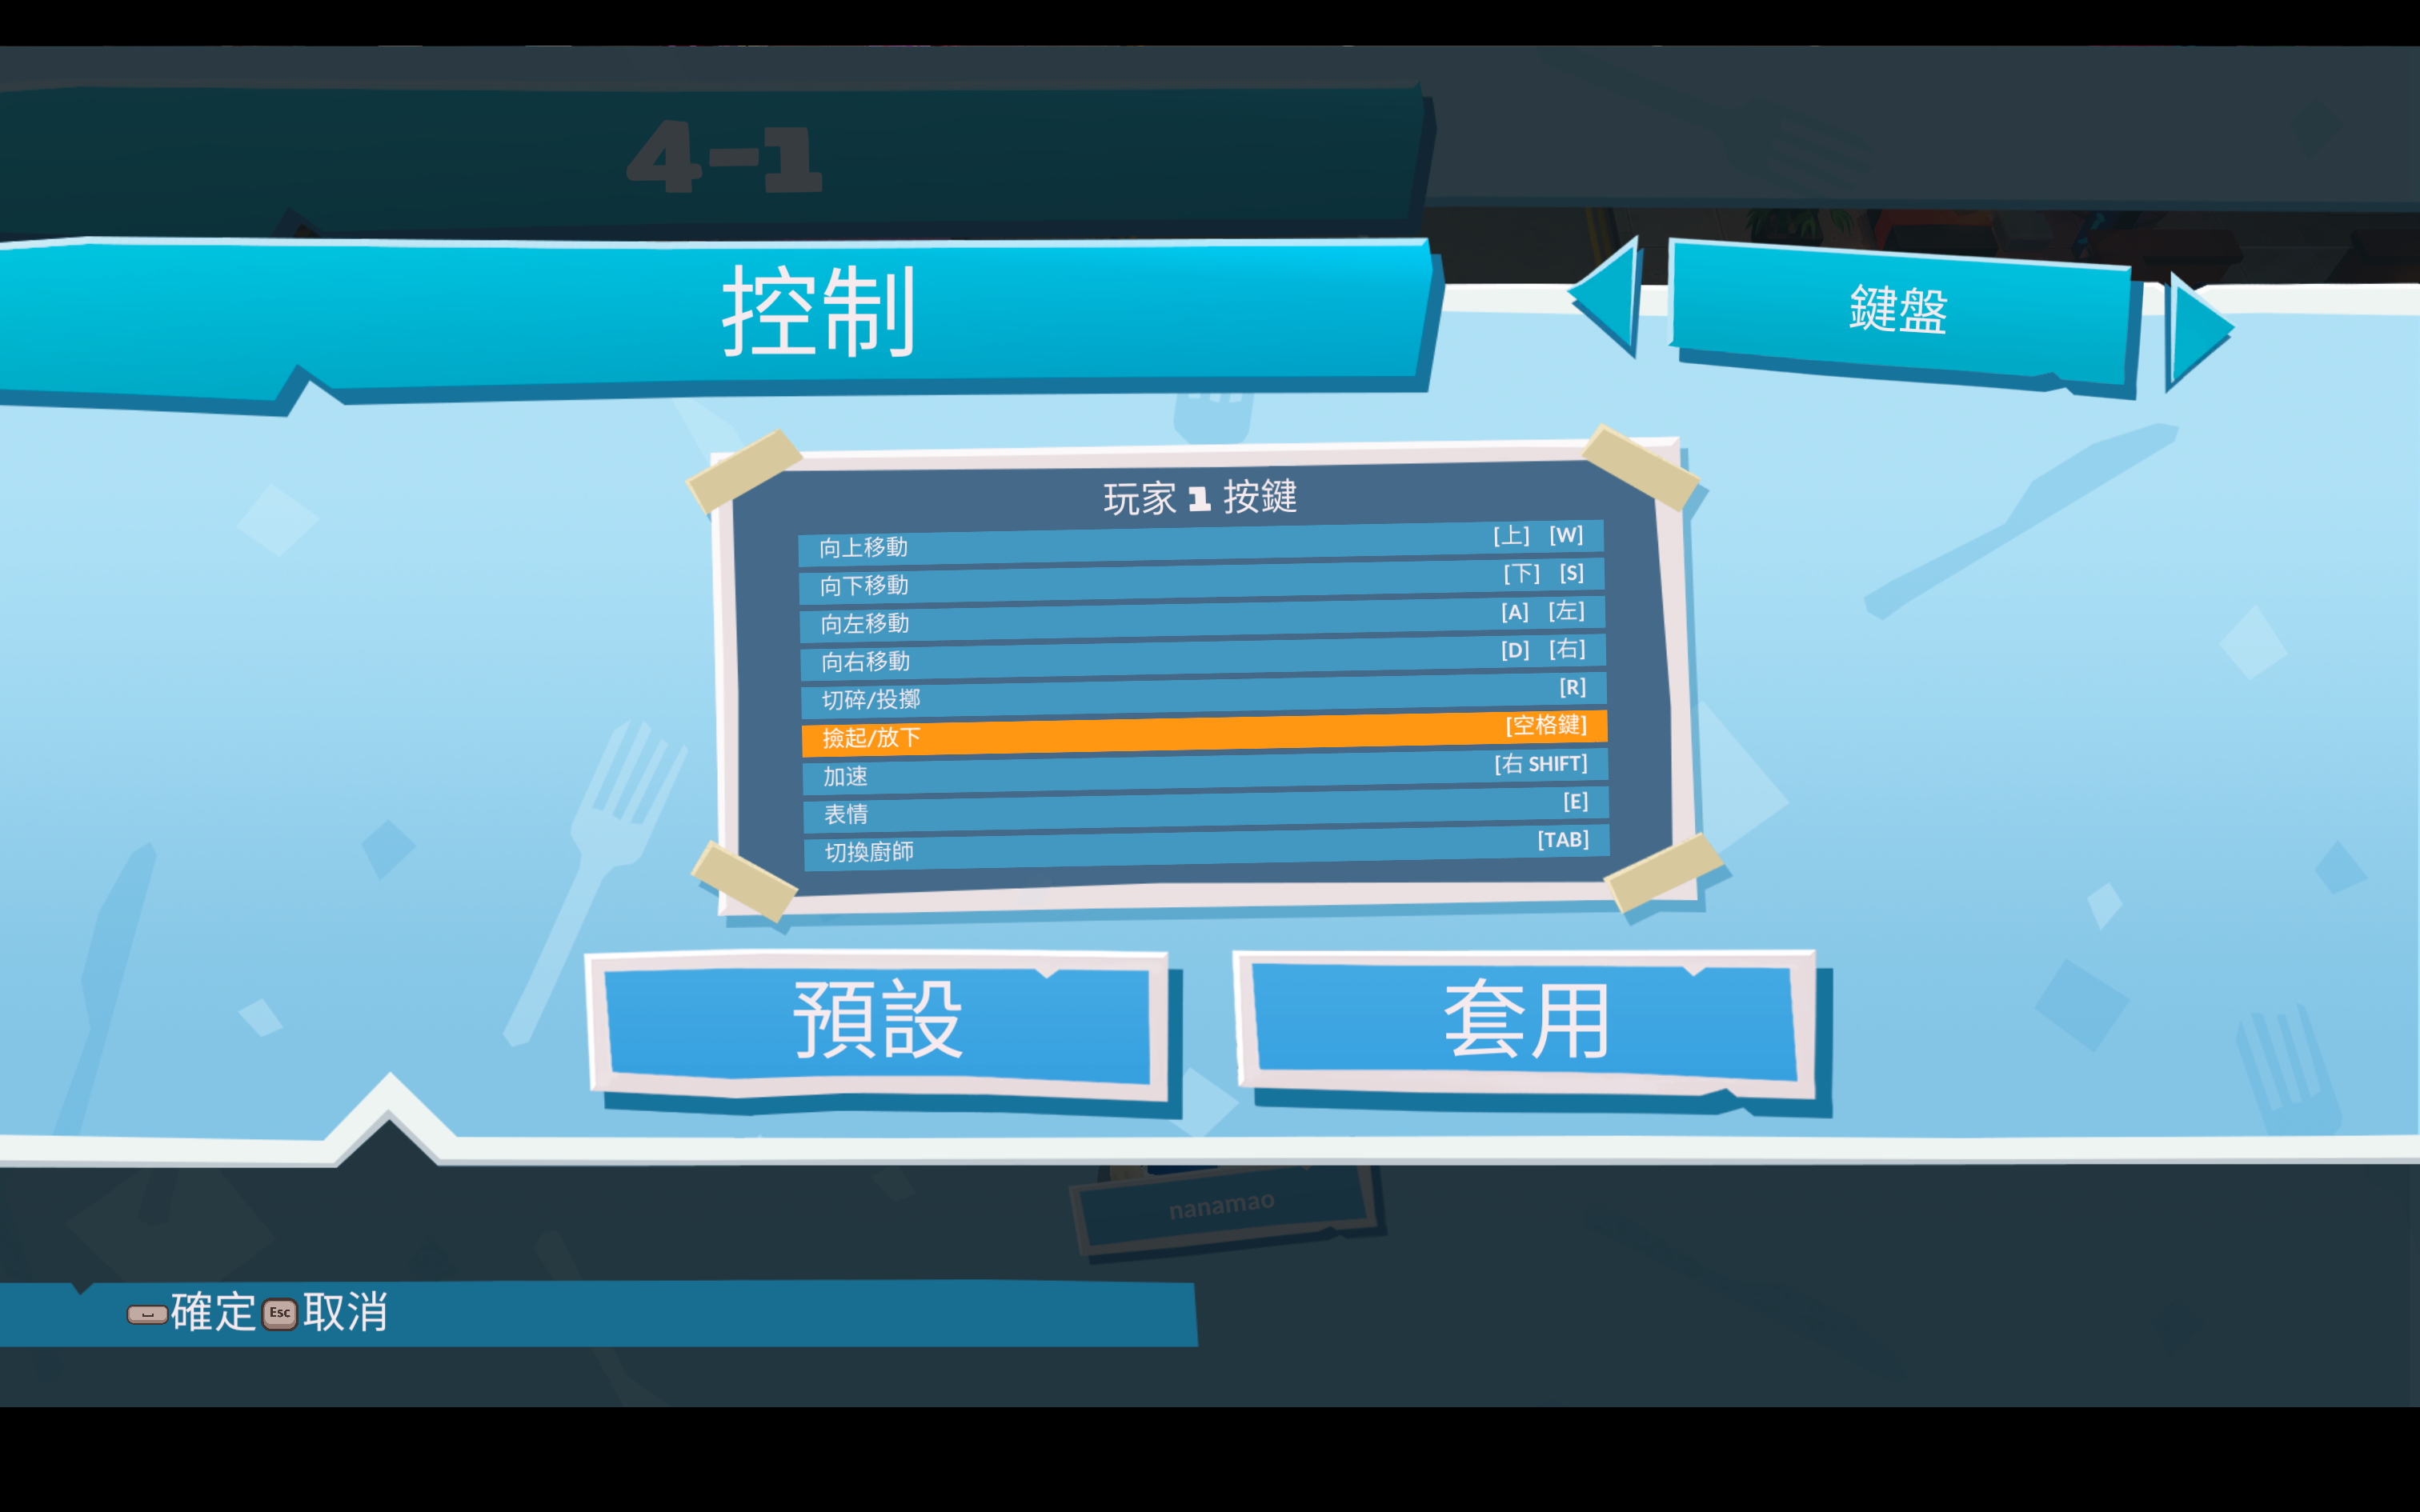 4-1
控制
鍵盤
玩家 1 按鍵
向上移動 [上] [W]
向下移動 [下] [S]
向左移動 [A] [左]
向右移動 [D] [右]
切碎/投擲 [R]
撿起/放下 [空格鍵]
加速 [右 SHIFT]
表情 [E]
切換廚師 [TAB]
預設
套用
nanamao
確定 Esc 取消